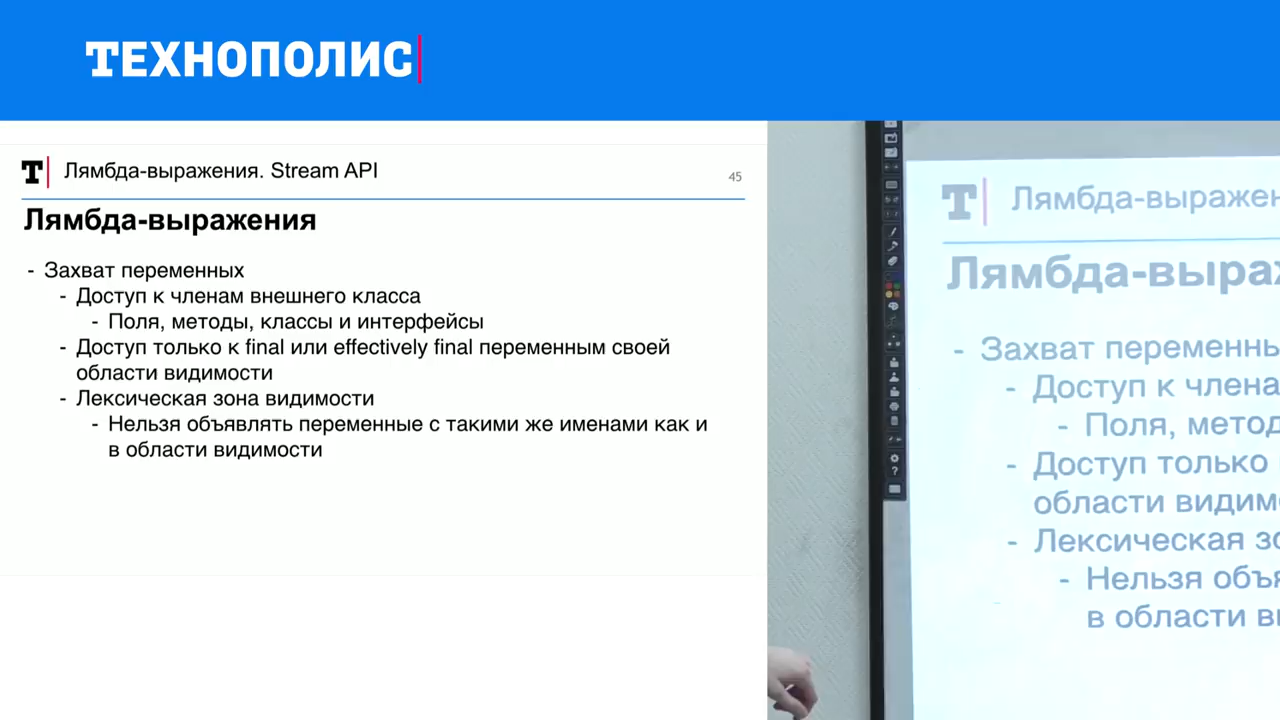 ТЕХНОПОЛИС
Т Лямбда-выражения. Stream API
45
Лямбда-выражения
- Захват переменных
- Доступ к членам внешнего класса
- Поля, методы, классы и интерфейсы
- Доступ только к final или effectively final переменным своей
области видимости
- Лексическая зона видимости
- Нельзя объявлять переменные с такими же именами как и
в области видимости
Т Лямбда-выражен
Лямбда-выра
- Захват переменны
- Доступ к члена
- Поля, метод
- Доступ только
области видим
- Лексическая зо
- Нельзя объя
в области ви